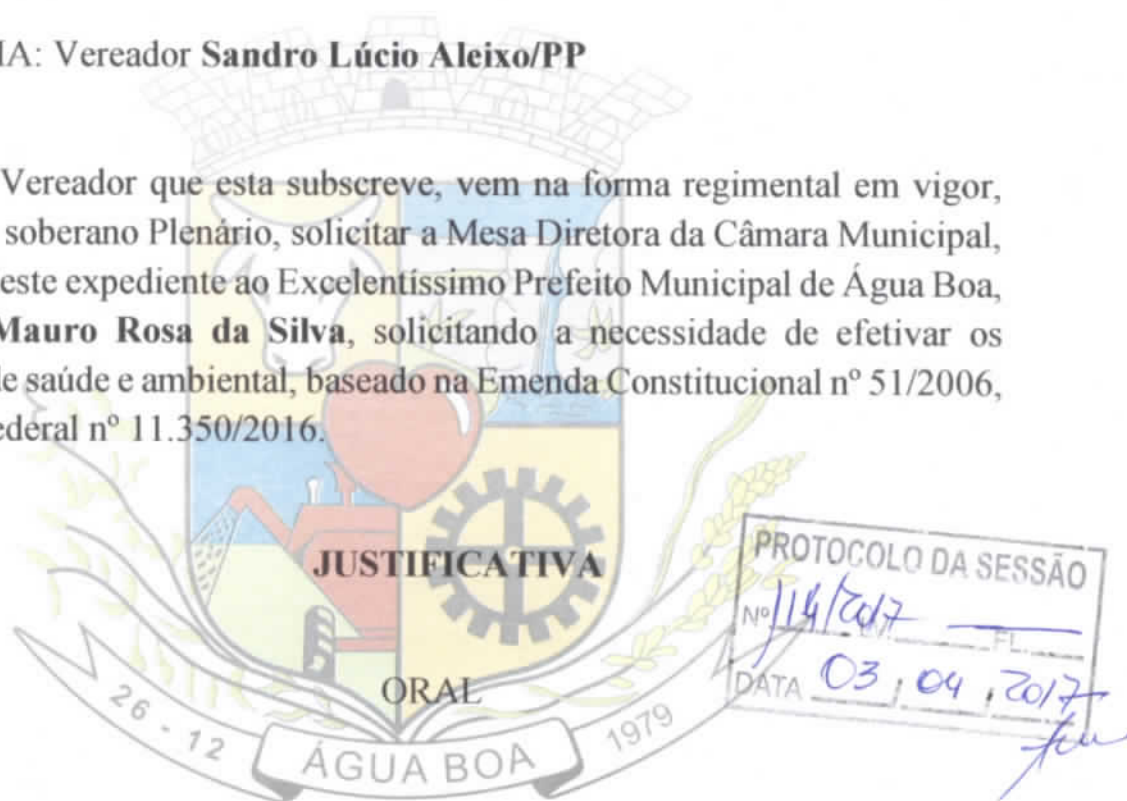 IA: Vereador Sandro Lúcio Aleixo/PP
Vereador que esta subscreve, vem na forma regimental em vigor,
soberano Plenário, solicitar a Mesa Diretora da Câmara Municipal,
este expediente ao Excelentíssimo Prefeito Municipal de Água Boa,
Mauro Rosa da Silva, solicitando a necessidade de efetivar os
de saúde e ambiental, baseado na Emenda Constitucional nº 51/2006,
ederal nº 11.350/2016.
JUSTIFICATIVA
ORAL
PROTOCOLO DA SESSÃO
Nº 114/2017 FL.
DATA 03 / 04 / 2017
26 - 12 ÁGUA BOA 1979